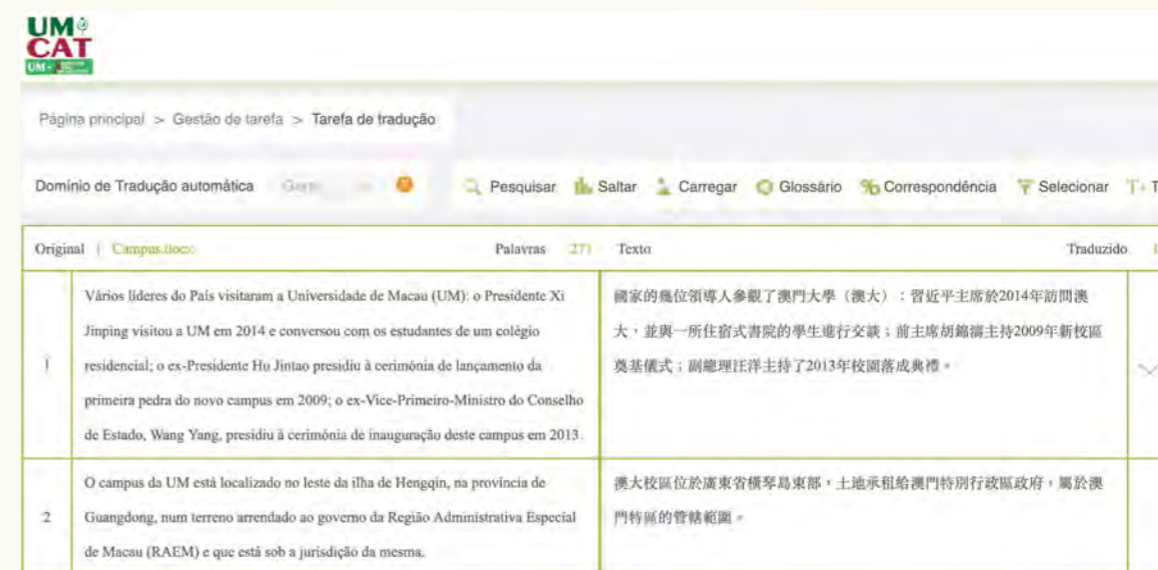 UM
CAT
UM
Página principal > Gestão de tarefa > Tarefa de tradução
Domínio de Tradução automática
Pesquisar Saltar Carregar Glossário Correspondência Selecionar T+ T
Original | Campus.docx Palavras 271 Texto Traduzido
1
Vários líderes do País visitaram a Universidade de Macau (UM): o Presidente Xi
Jinping visitou a UM em 2014 e conversou com os estudantes de um colégio
residencial; o ex-Presidente Hu Jintao presidiu à cerimónia de lançamento da
primeira pedra do novo campus em 2009; o ex-Vice-Primeiro-Ministro do Conselho
de Estado, Wang Yang, presidiu à cerimónia de inauguração deste campus em 2013.
國家的幾位領導人參觀了澳門大學（澳大）：習近平主席於2014年訪問澳
大，並與一所住宿式書院的學生進行交談；前主席胡錦濤主持2009年新校區
奠基儀式；副總理汪洋主持了2013年校園落成典禮。
2
O campus da UM está localizado no leste da ilha de Hengqin, na província de
Guangdong, num terreno arrendado ao governo da Região Administrativa Especial
de Macau (RAEM) e que está sob a jurisdição da mesma.
澳大校區位於廣東省橫琴島東部，土地承租給澳門特別行政區政府，屬於澳
門特區的管轄範圍。